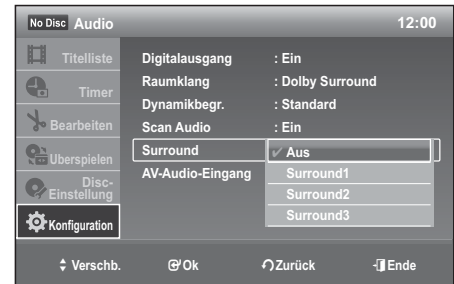 No Disc Audio 12:00
Titelliste
Timer
Bearbeiten
Uberspielen
Disc-
Einstellung
Konfiguration
Digitalausgang : Ein
Raumklang : Dolby Surround
Dynamikbegr. : Standard
Scan Audio : Ein
Surround ✓ Aus
AV-Audio-Eingang Surround1
Surround2
Surround3
Verschb. Ok Zurück Ende